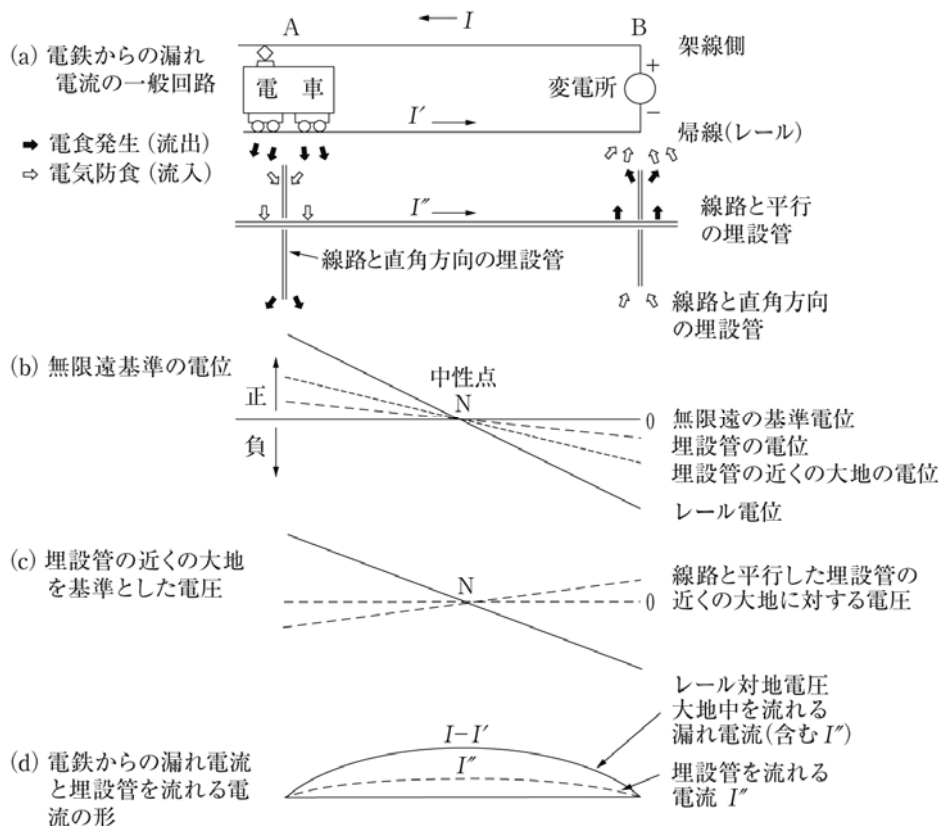 A
I
B
(a) 電鉄からの漏れ
電流の一般回路
架線側
+
電 車
変電所
−
I′
帰線(レール)
➡ 電食発生 (流出)
⇨ 電気防食 (流入)
I″
線路と平行
の埋設管
線路と直角方向の埋設管
線路と直角方向
の埋設管
(b) 無限遠基準の電位
正
負
中性点
N
0
無限遠の基準電位
埋設管の電位
埋設管の近くの大地の電位
レール電位
(c) 埋設管の近くの大地
を基準とした電圧
N
0
線路と平行した埋設管の
近くの大地に対する電圧
レール対地電圧
大地中を流れる
漏れ電流(含む I″)
(d) 電鉄からの漏れ電流
と埋設管を流れる電
流の形
I−I′
I″
埋設管を流れる
電流 I″